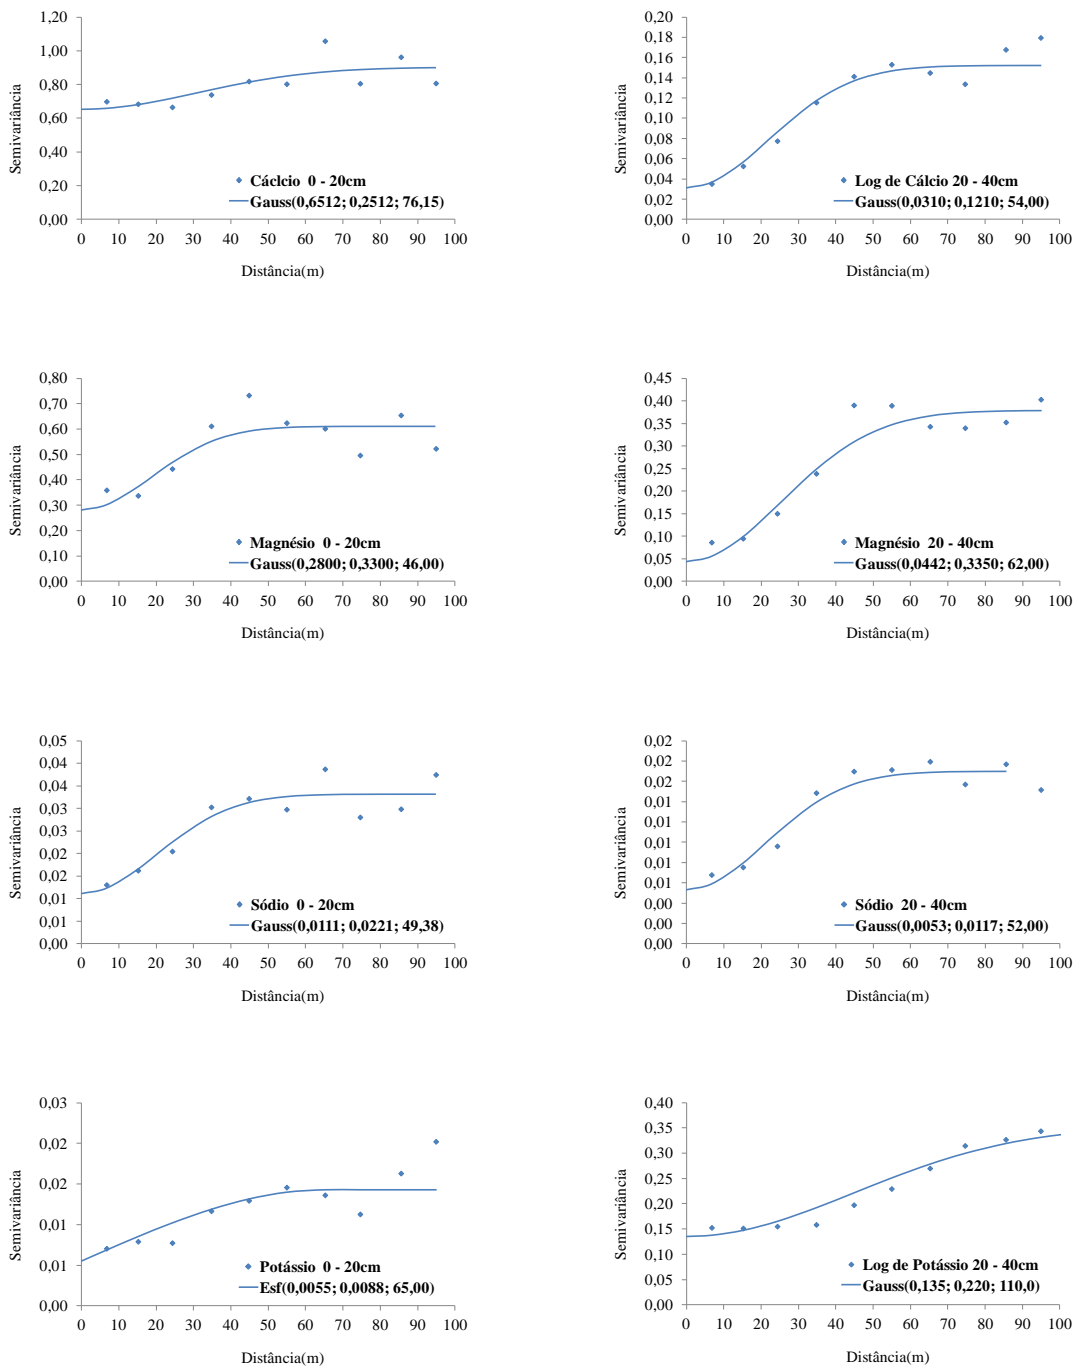 1,20
1,00
0,80
0,60
0,40
0,20
0,00
Semivariância
Cáclcio 0 - 20cm
Gauss(0,6512; 0,2512; 76,15)
0 10 20 30 40 50 60 70 80 90 100
Distância(m)
0,20
0,18
0,16
0,14
0,12
0,10
0,08
0,06
0,04
0,02
0,00
Semivariância
Log de Cálcio 20 - 40cm
Gauss(0,0310; 0,1210; 54,00)
0 10 20 30 40 50 60 70 80 90 100
Distância(m)
0,80
0,70
0,60
0,50
0,40
0,30
0,20
0,10
0,00
Semivariância
Magnésio 0 - 20cm
Gauss(0,2800; 0,3300; 46,00)
0 10 20 30 40 50 60 70 80 90 100
Distância(m)
0,45
0,40
0,35
0,30
0,25
0,20
0,15
0,10
0,05
0,00
Semivariância
Magnésio 20 - 40cm
Gauss(0,0442; 0,3350; 62,00)
0 10 20 30 40 50 60 70 80 90 100
Distância(m)
0,05
0,04
0,04
0,03
0,03
0,02
0,02
0,01
0,01
0,00
Semivariância
Sódio 0 - 20cm
Gauss(0,0111; 0,0221; 49,38)
0 10 20 30 40 50 60 70 80 90 100
Distância(m)
0,02
0,02
0,02
0,01
0,01
0,01
0,01
0,01
0,00
0,00
0,00
Semivariância
Sódio 20 - 40cm
Gauss(0,0053; 0,0117; 52,00)
0 10 20 30 40 50 60 70 80 90 100
Distância(m)
0,03
0,02
0,02
0,01
0,01
0,00
Semivariância
Potássio 0 - 20cm
Esf(0,0055; 0,0088; 65,00)
0 10 20 30 40 50 60 70 80 90 100
Distância(m)
0,40
0,35
0,30
0,25
0,20
0,15
0,10
0,05
0,00
Semivariância
Log de Potássio 20 - 40cm
Gauss(0,135; 0,220; 110,0)
0 10 20 30 40 50 60 70 80 90 100
Distância(m)